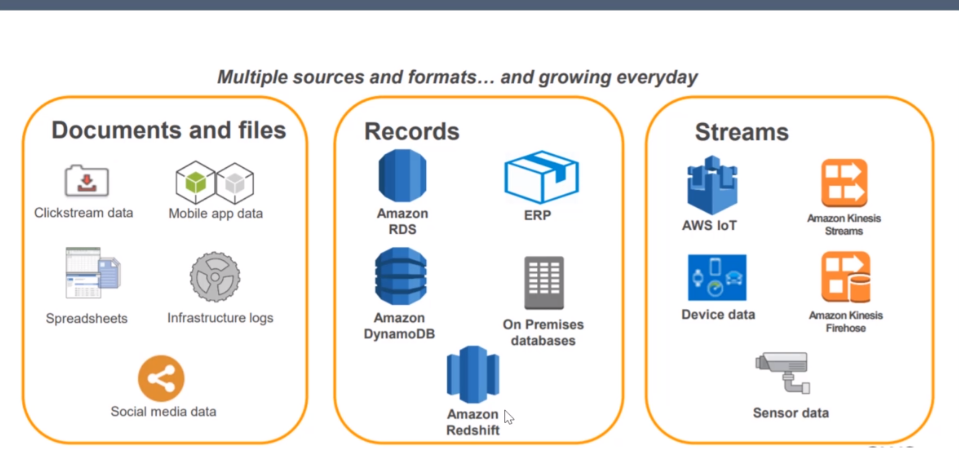 Multiple sources and formats… and growing everyday
Documents and files
Clickstream data
Mobile app data
Spreadsheets
Infrastructure logs
Social media data
Records
Amazon
RDS
ERP
Amazon
DynamoDB
On Premises
databases
Amazon
Redshift
Streams
AWS IoT
Amazon Kinesis
Streams
Device data
Amazon Kinesis
Firehose
Sensor data